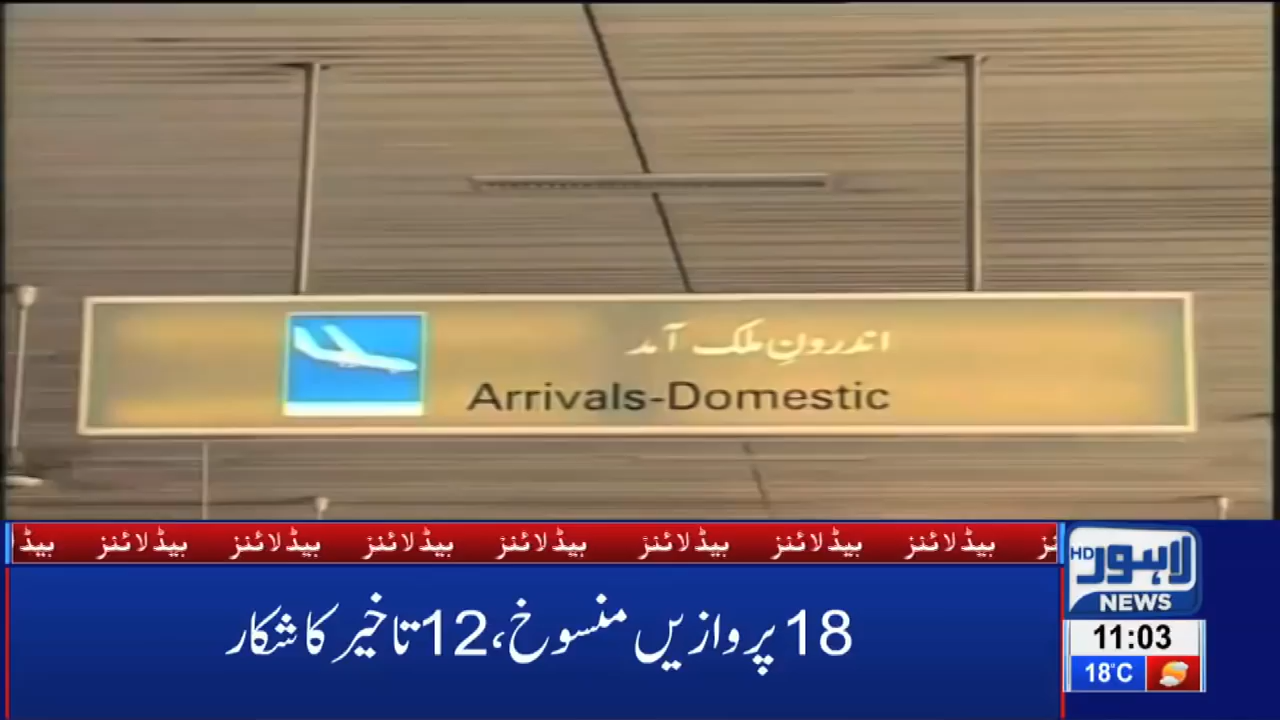 اندرونِ ملک آمد
Arrivals-Domestic
ہیڈلائنز ہیڈلائنز ہیڈلائنز ہیڈلائنز ہیڈلائنز ہیڈلائنز ہیڈلائنز
18 پروازیں منسوخ، 12 تاخیر کا شکار
HD لاہور
NEWS
11:03
18°C